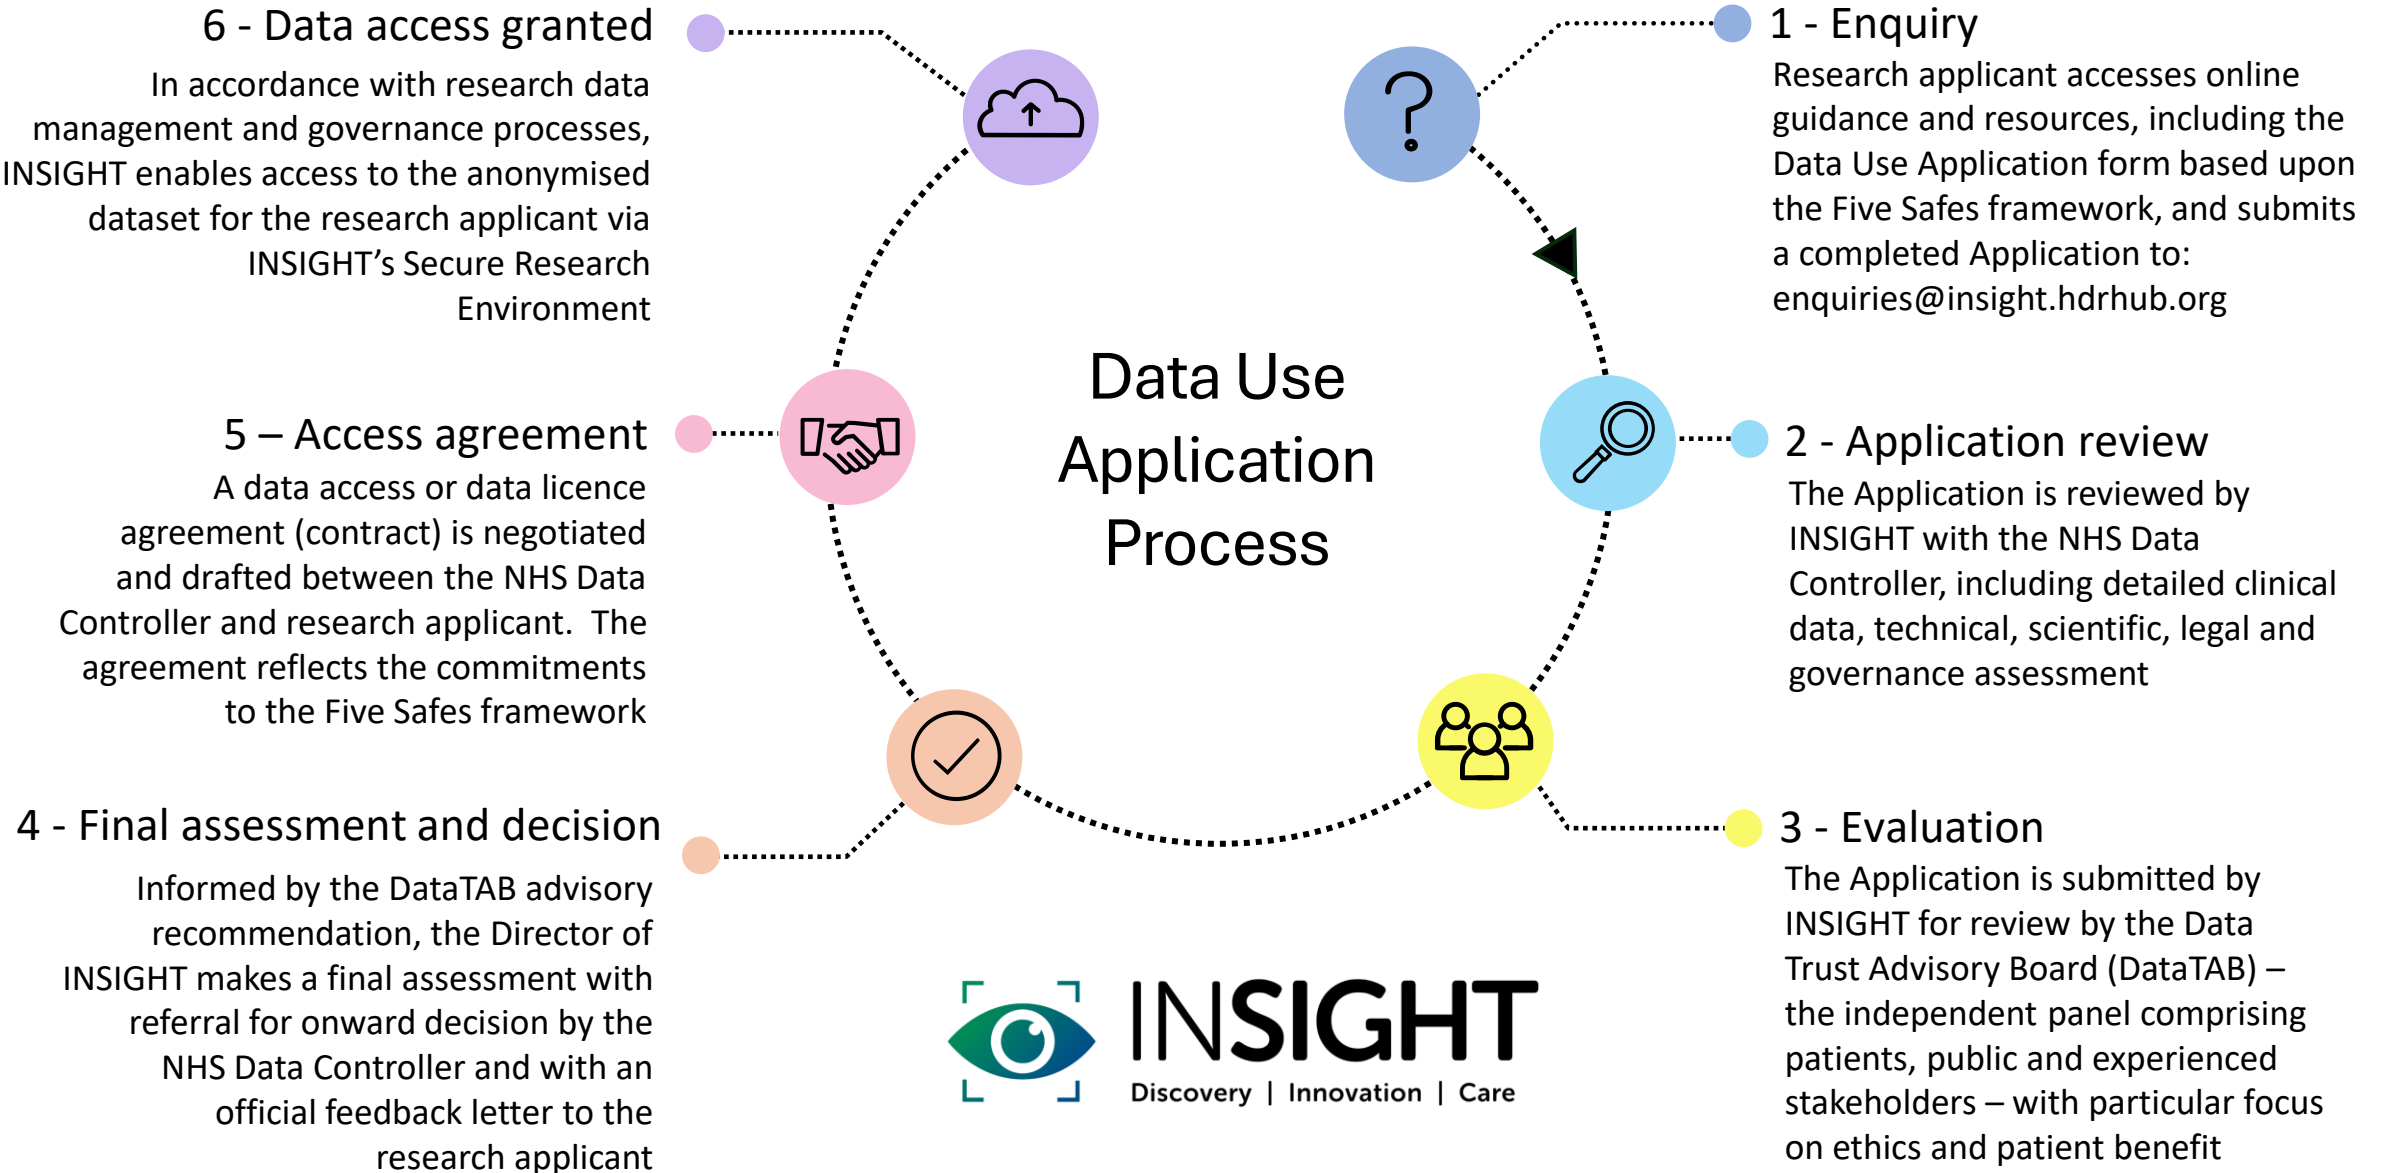 1 - Enquiry
Research applicant accesses online
guidance and resources, including the
Data Use Application form based upon
the Five Safes framework, and submits
a completed Application to:
enquiries@insight.hdrhub.org
2 - Application review
The Application is reviewed by
INSIGHT with the NHS Data
Controller, including detailed clinical
data, technical, scientific, legal and
governance assessment
3 - Evaluation
The Application is submitted by
INSIGHT for review by the Data
Trust Advisory Board (DataTAB) –
the independent panel comprising
patients, public and experienced
stakeholders – with particular focus
on ethics and patient benefit
4 - Final assessment and decision
Informed by the DataTAB advisory
recommendation, the Director of
INSIGHT makes a final assessment with
referral for onward decision by the
NHS Data Controller and with an
official feedback letter to the
research applicant
5 – Access agreement
A data access or data licence
agreement (contract) is negotiated
and drafted between the NHS Data
Controller and research applicant.  The
agreement reflects the commitments
to the Five Safes framework
6 - Data access granted
In accordance with research data
management and governance processes,
INSIGHT enables access to the anonymised
dataset for the research applicant via
INSIGHT’s Secure Research
Environment
Data Use
Application
Process
?
INSIGHT
Discovery | Innovation | Care